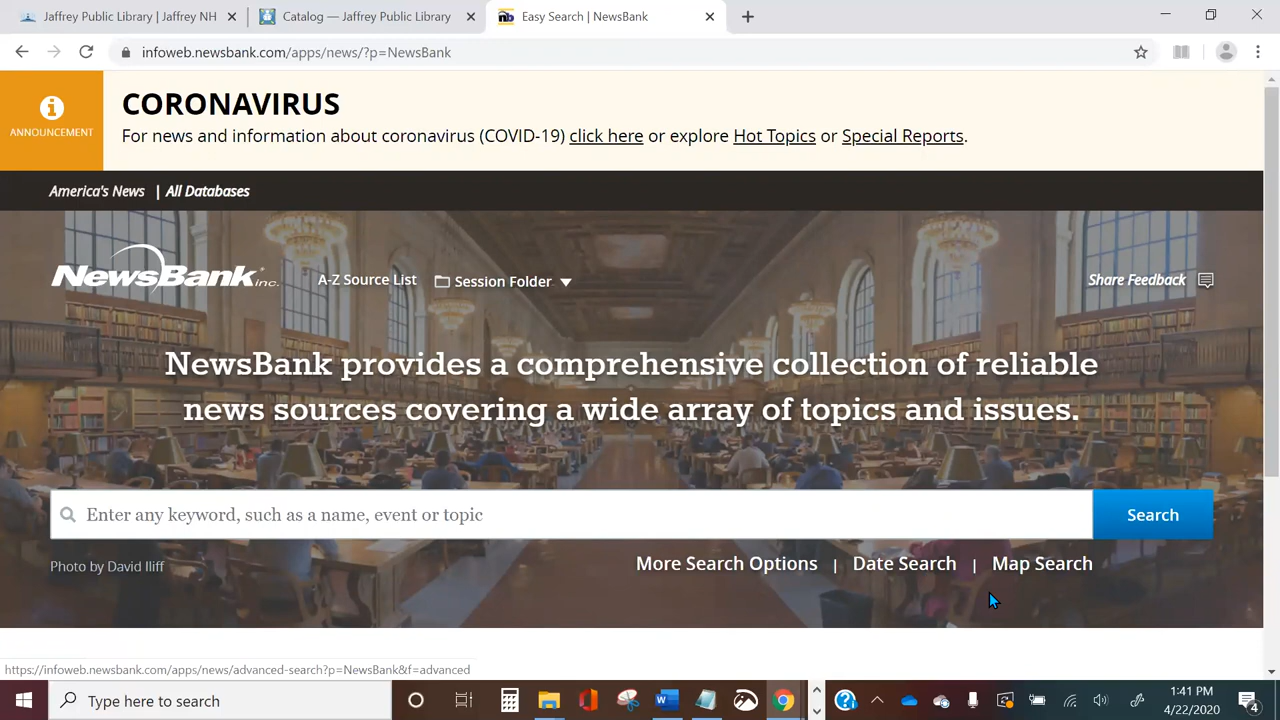 Jaffrey Public Library | Jaffrey NH
Catalog — Jaffrey Public Library
Easy Search | NewsBank
infoweb.newsbank.com/apps/news/?p=NewsBank
ANNOUNCEMENT
CORONAVIRUS
For news and information about coronavirus (COVID-19) click here or explore Hot Topics or Special Reports.
America's News | All Databases
NewsBank inc.
A-Z Source List
Session Folder
Share Feedback
NewsBank provides a comprehensive collection of reliable
news sources covering a wide array of topics and issues.
Enter any keyword, such as a name, event or topic
Search
Photo by David Iliff
More Search Options | Date Search | Map Search
https://infoweb.newsbank.com/apps/news/advanced-search?p=NewsBank&f=advanced
Type here to search
1:41 PM
4/22/2020
4